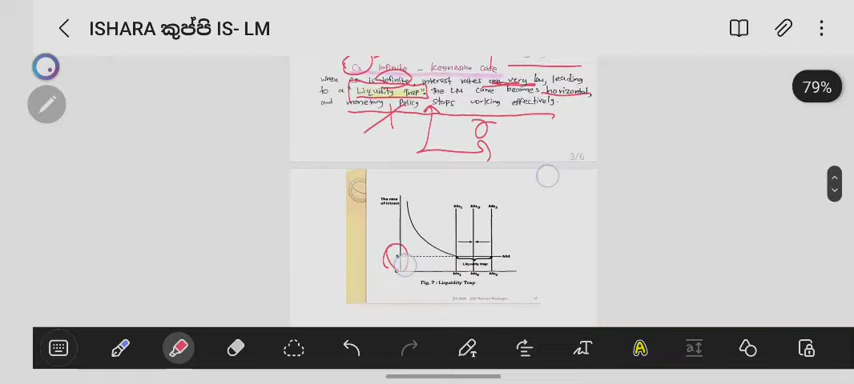 ISHARA කුප්පි IS- LM
79%
C2 infinite - Keynesian case
when is infinite, interest rates are very low, leading
to a "Liquidity Trap". The LM curve becomes horizontal,
and monetary Policy stops working effectively.
3/6
The rate
of interest
Liquidity trap
Fig. 7 : Liquidity Trap